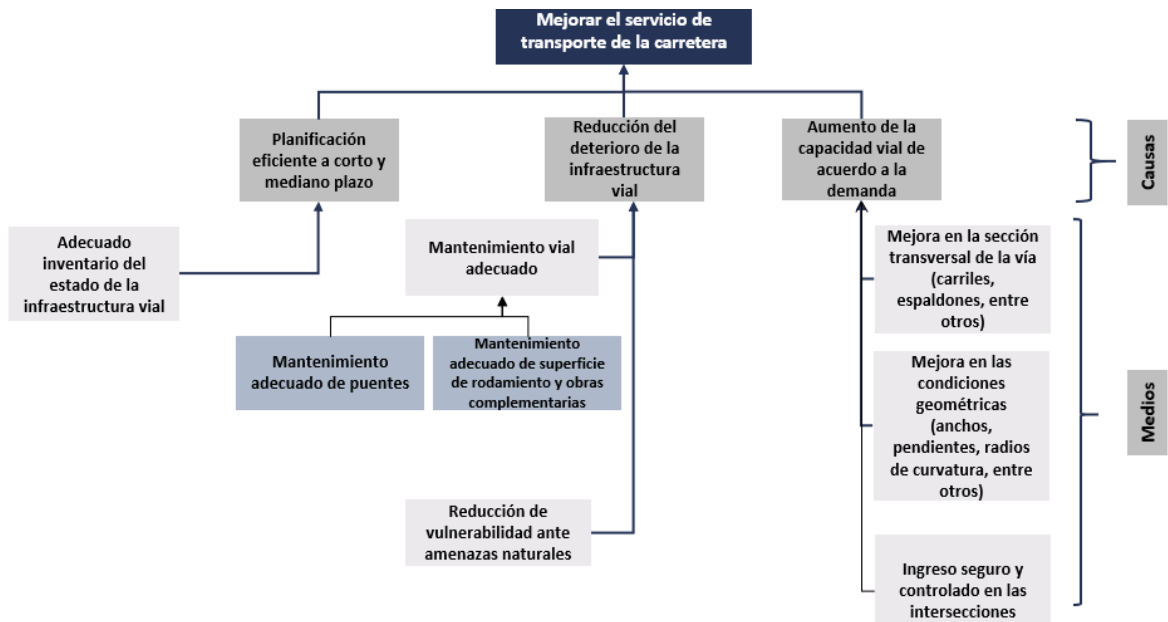 Mejorar el servicio de
transporte de la carretera
Planificación
eficiente a corto y
mediano plazo
Reducción del
deterioro de la
infraestructura
vial
Aumento de la
capacidad vial de
acuerdo a la
demanda
Causas
Adecuado
inventario del
estado de la
infraestructura vial
Mantenimiento vial
adecuado
Mejora en la sección
transversal de la vía
(carriles,
espaldones, entre
otros)
Mantenimiento
adecuado de puentes
Mantenimiento
adecuado de superficie
de rodamiento y obras
complementarias
Mejora en las
condiciones
geométricas
(anchos,
pendientes, radios
de curvatura, entre
otros)
Medios
Reducción de
vulnerabilidad ante
amenazas naturales
Ingreso seguro y
controlado en las
intersecciones